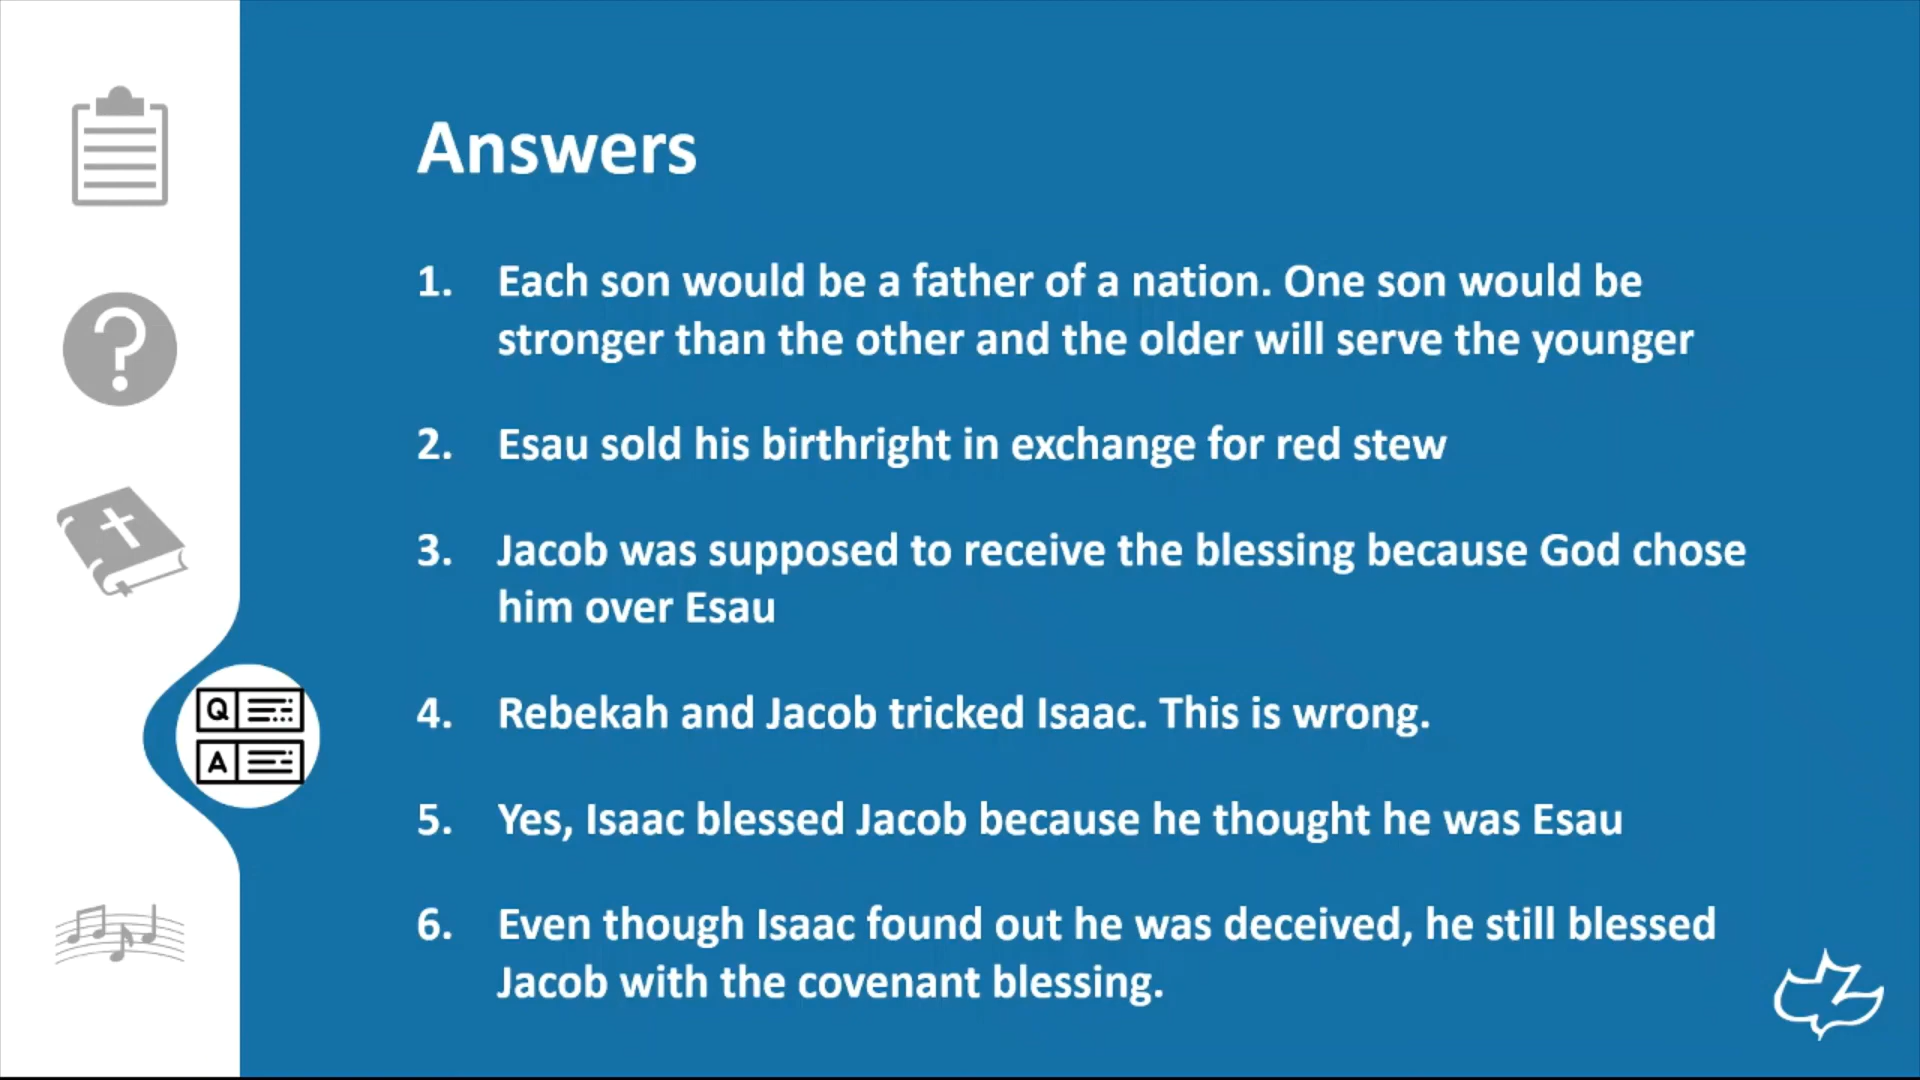 Answers
1. Each son would be a father of a nation. One son would be
stronger than the other and the older will serve the younger
2. Esau sold his birthright in exchange for red stew
3. Jacob was supposed to receive the blessing because God chose
him over Esau
Q
A
4. Rebekah and Jacob tricked Isaac. This is wrong.
5. Yes, Isaac blessed Jacob because he thought he was Esau
6. Even though Isaac found out he was deceived, he still blessed
Jacob with the covenant blessing.